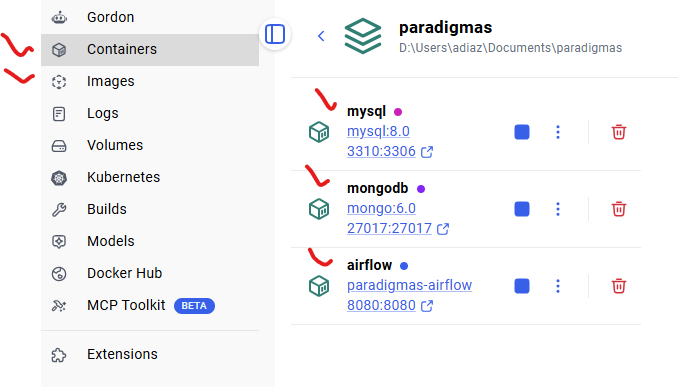 Gordon
Containers
Images
Logs
Volumes
Kubernetes
Builds
Models
Docker Hub
MCP Toolkit BETA
Extensions
paradigmas
D:\Users\adiaz\Documents\paradigmas
mysql
mysql:8.0
3310:3306
mongodb
mongo:6.0
27017:27017
airflow
paradigmas-airflow
8080:8080